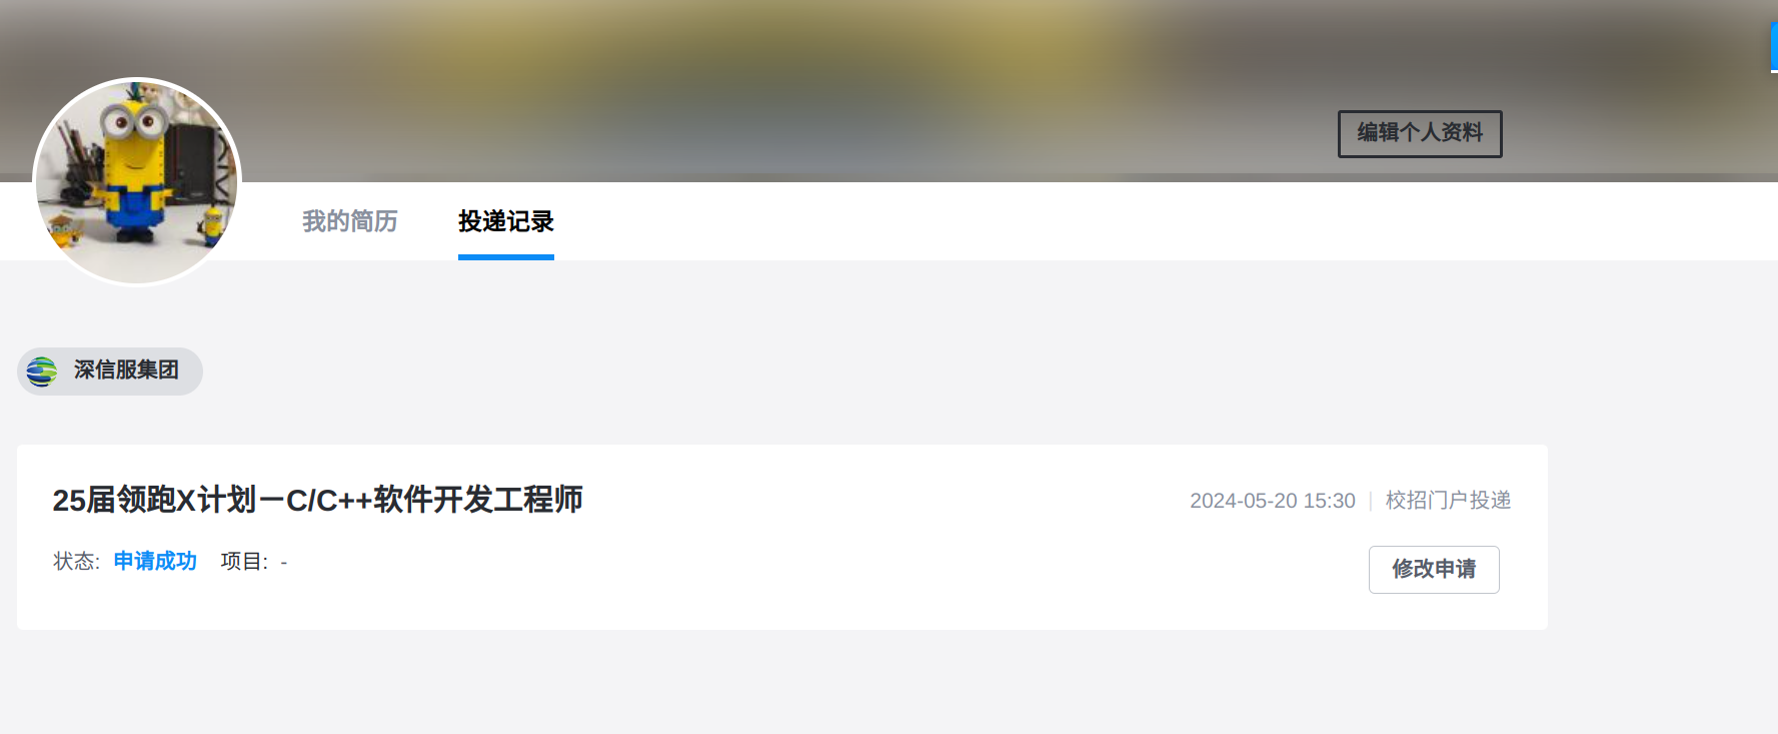 编辑个人资料
我的简历 投递记录
深信服集团
25届领跑X计划－C/C++软件开发工程师 2024-05-20 15:30 | 校招门户投递
状态: 申请成功 项目: -
修改申请